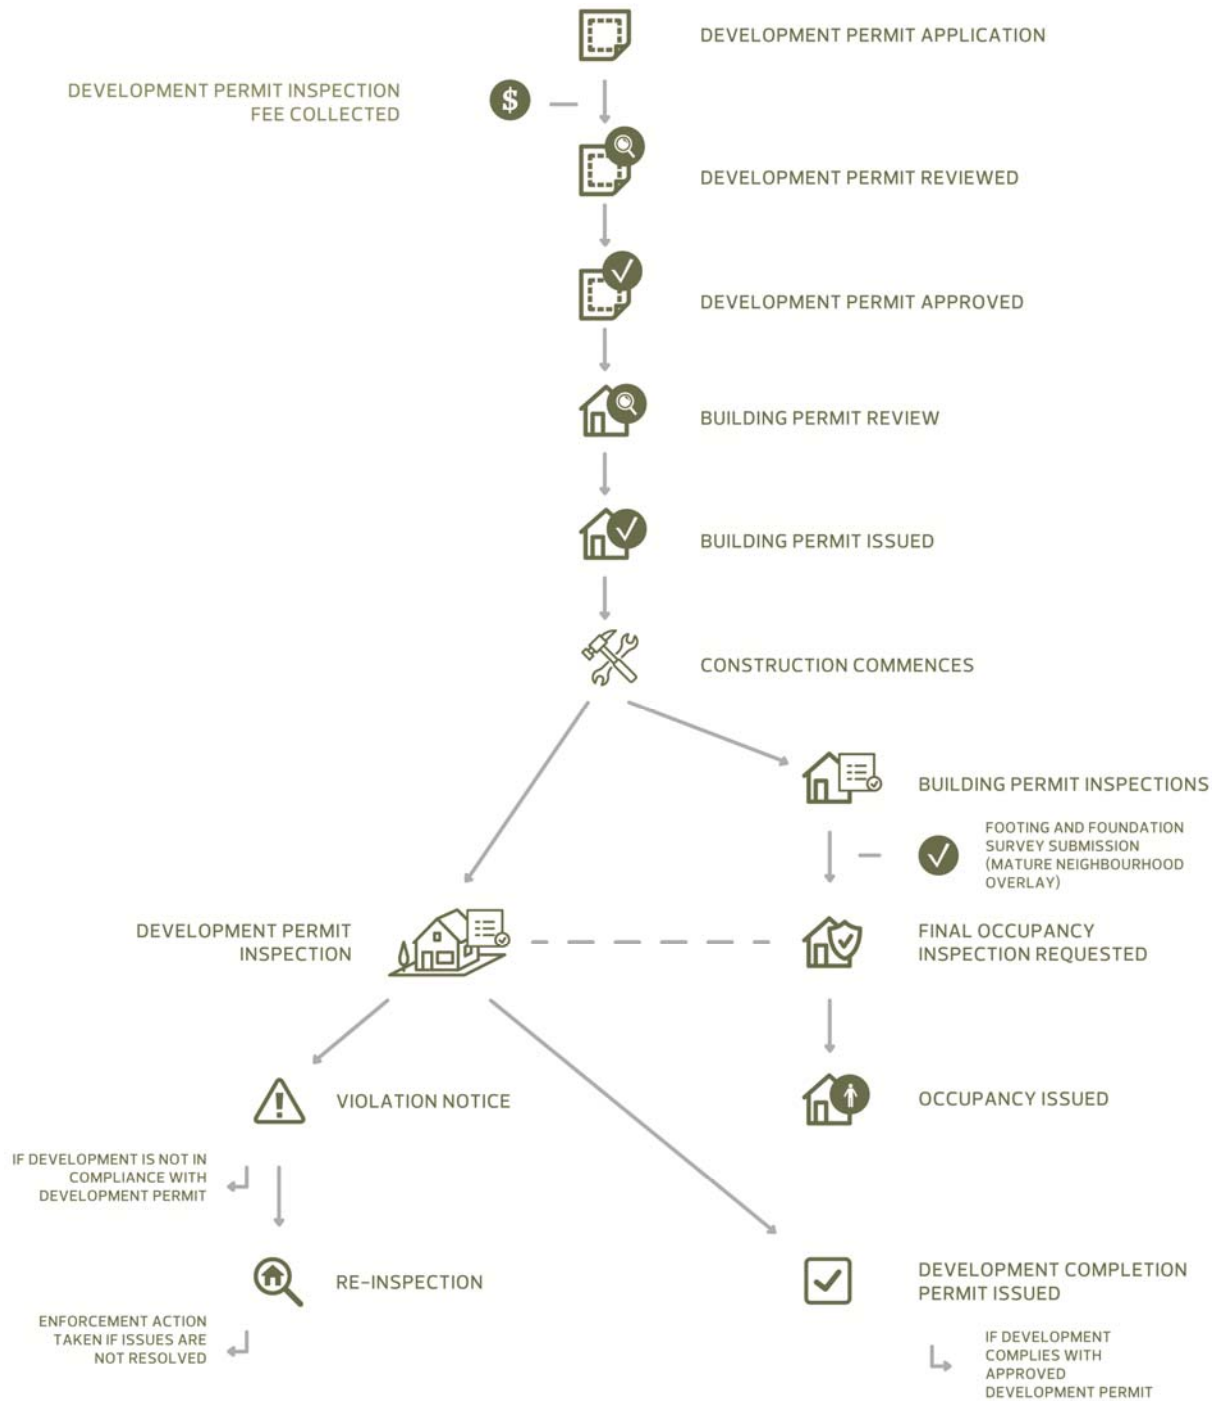 DEVELOPMENT PERMIT APPLICATION
DEVELOPMENT PERMIT INSPECTION
FEE COLLECTED
$
DEVELOPMENT PERMIT REVIEWED
DEVELOPMENT PERMIT APPROVED
BUILDING PERMIT REVIEW
BUILDING PERMIT ISSUED
CONSTRUCTION COMMENCES
BUILDING PERMIT INSPECTIONS
FOOTING AND FOUNDATION
SURVEY SUBMISSION
(MATURE NEIGHBOURHOOD
OVERLAY)
DEVELOPMENT PERMIT
INSPECTION
FINAL OCCUPANCY
INSPECTION REQUESTED
VIOLATION NOTICE
OCCUPANCY ISSUED
IF DEVELOPMENT IS NOT IN
COMPLIANCE WITH
DEVELOPMENT PERMIT
RE-INSPECTION
DEVELOPMENT COMPLETION
PERMIT ISSUED
ENFORCEMENT ACTION
TAKEN IF ISSUES ARE
NOT RESOLVED
IF DEVELOPMENT
COMPLIES WITH
APPROVED
DEVELOPMENT PERMIT